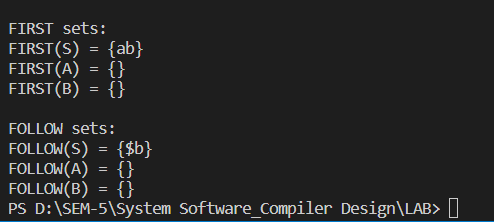 FIRST sets:
FIRST(S) = {ab}
FIRST(A) = {}
FIRST(B) = {}
FOLLOW sets:
FOLLOW(S) = {$b}
FOLLOW(A) = {}
FOLLOW(B) = {}
PS D:\SEM-5\System Software_Compiler Design\LAB>